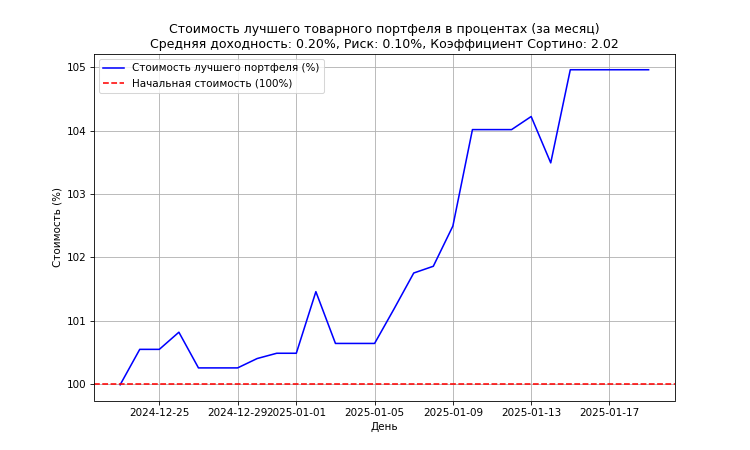 Стоимость лучшего товарного портфеля в процентах (за месяц)
Средняя доходность: 0.20%, Риск: 0.10%, Коэффициент Сортино: 2.02
Стоимость лучшего портфеля (%)
Начальная стоимость (100%)
Стоимость (%)
105
104
103
102
101
100
2024-12-25 2024-12-29 2025-01-01 2025-01-05 2025-01-09 2025-01-13 2025-01-17
День